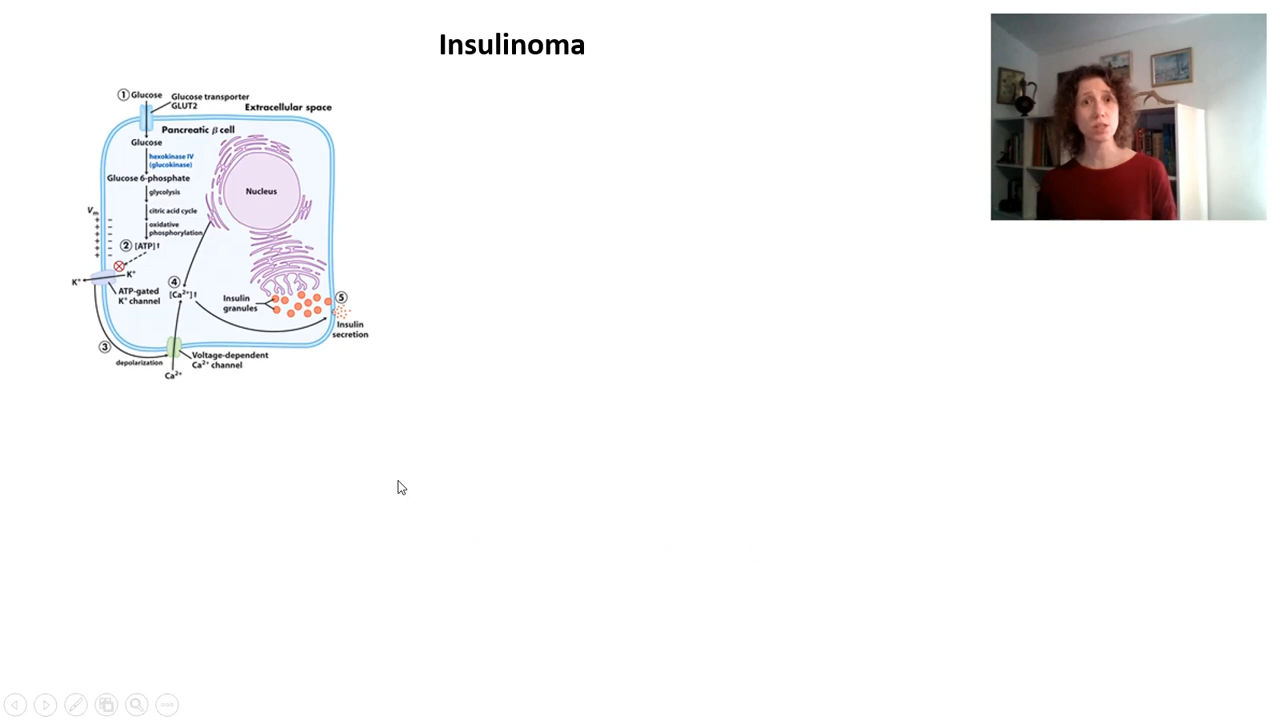 Insulinoma
① Glucose
Glucose transporter
GLUT2
Extracellular space
Pancreatic β cell
Glucose
hexokinase IV
(glucokinase)
Glucose 6-phosphate
glycolysis
Nucleus
citric acid cycle
Vm
oxidative
phosphorylation
② [ATP]↑
K⁺
K⁺
ATP-gated
K⁺ channel
④
[Ca²⁺]↑
Insulin
granules
⑤
Insulin
secretion
③
depolarization
Voltage-dependent
Ca²⁺ channel
Ca²⁺